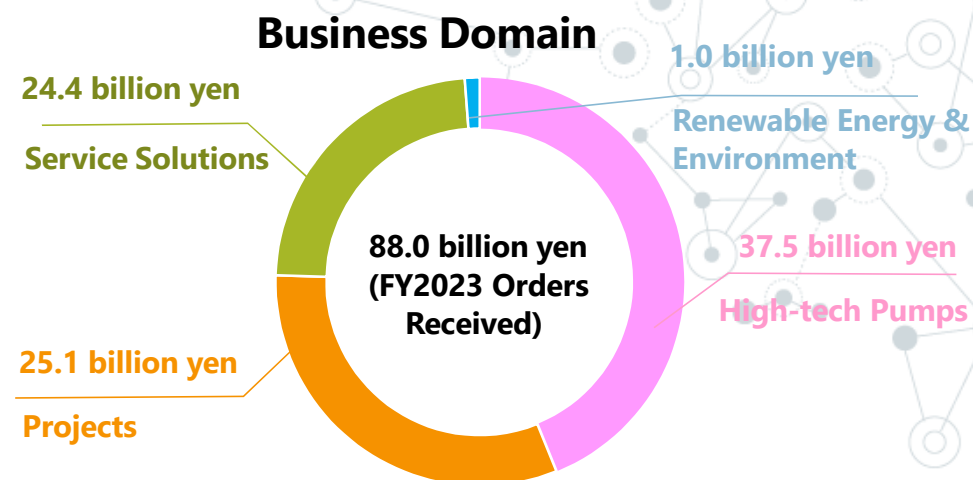 Business Domain
24.4 billion yen
Service Solutions
1.0 billion yen
Renewable Energy &
Environment
88.0 billion yen
(FY2023 Orders
Received)
37.5 billion yen
High-tech Pumps
25.1 billion yen
Projects